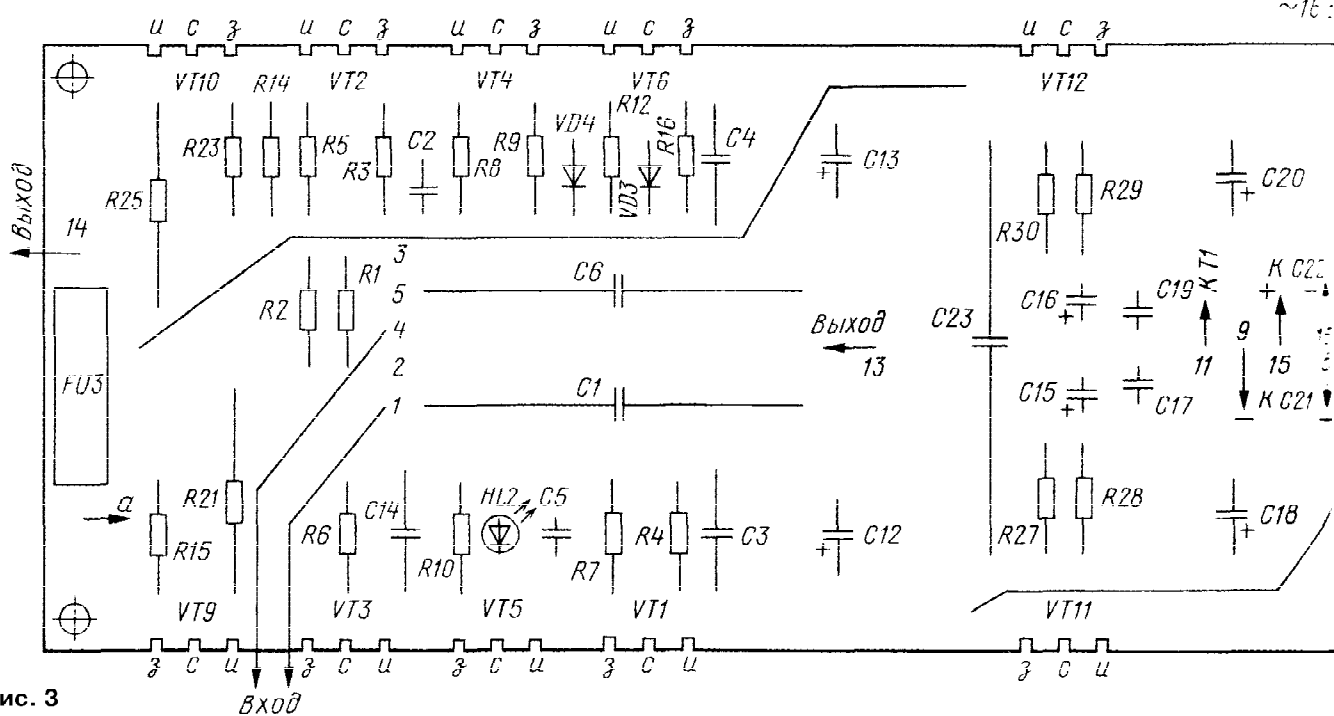 ~16
и с з и с з и с з и с з и с з
VT10 R14 VT2 VT4 VT6 VT12
R12
R23 R5 R3 C2 R8 R9 VD4 VD3 R16 C4 C13 C20
R25 R30 R29
Выход
14
3
R2 R1 5 C6 C16 C19 К Т1 + К С22 -
4 Выход C23 9
13 11 15
FU3 2
1 C1 C15 C17 - К С21 -
а R21 R15 R6 C14 R10 HL2 C5 R7 R4 C3 C12 R27 R28 C18
VT9 VT3 VT5 VT1 VT11
з с и з с и з с и з с и з с и
Вход
ис. 3